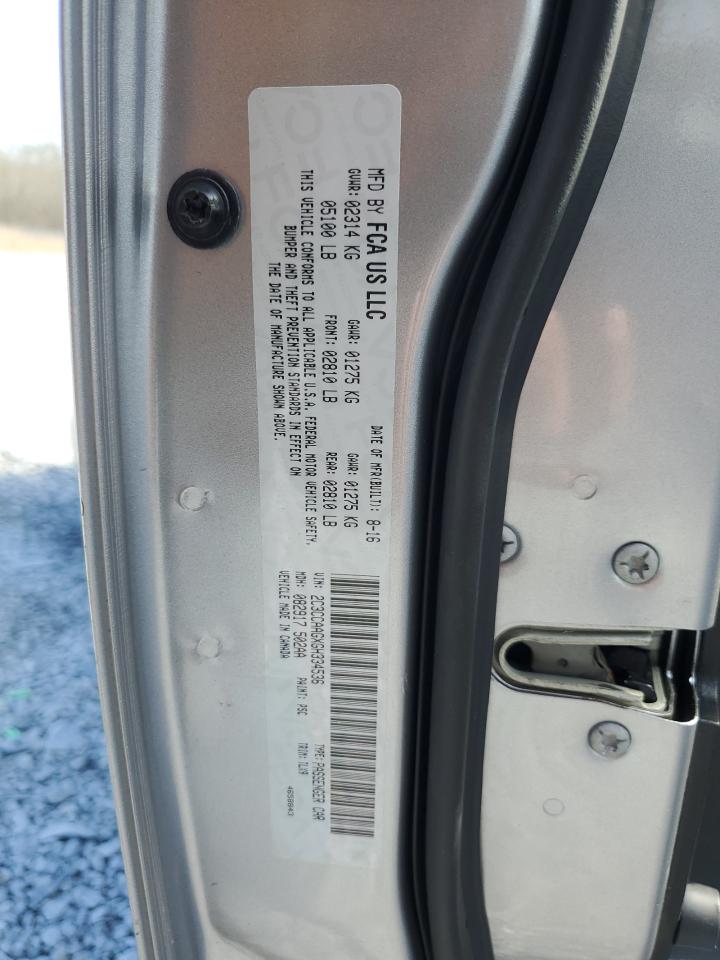 MFD BY FCA US LLC
DATE OF MFR(BUILT): 8-16
GVWR: 02314 KG
GAWR: 01275 KG
GAWR: 01275 KG
05100 LB
FRONT: 02810 LB
REAR: 02810 LB
THIS VEHICLE CONFORMS TO ALL APPLICABLE U.S.A. FEDERAL MOTOR VEHICLE SAFETY,
BUMPER AND THEFT PREVENTION STANDARDS IN EFFECT ON
THE DATE OF MANUFACTURE SHOWN ABOVE.
VIN: 2C3CCAAGXGH334536
TYPE: PASSENGER CAR
MDH: 082917 502AA
PAINT: PSC
TRIM: TLX9
VEHICLE MADE IN CANADA